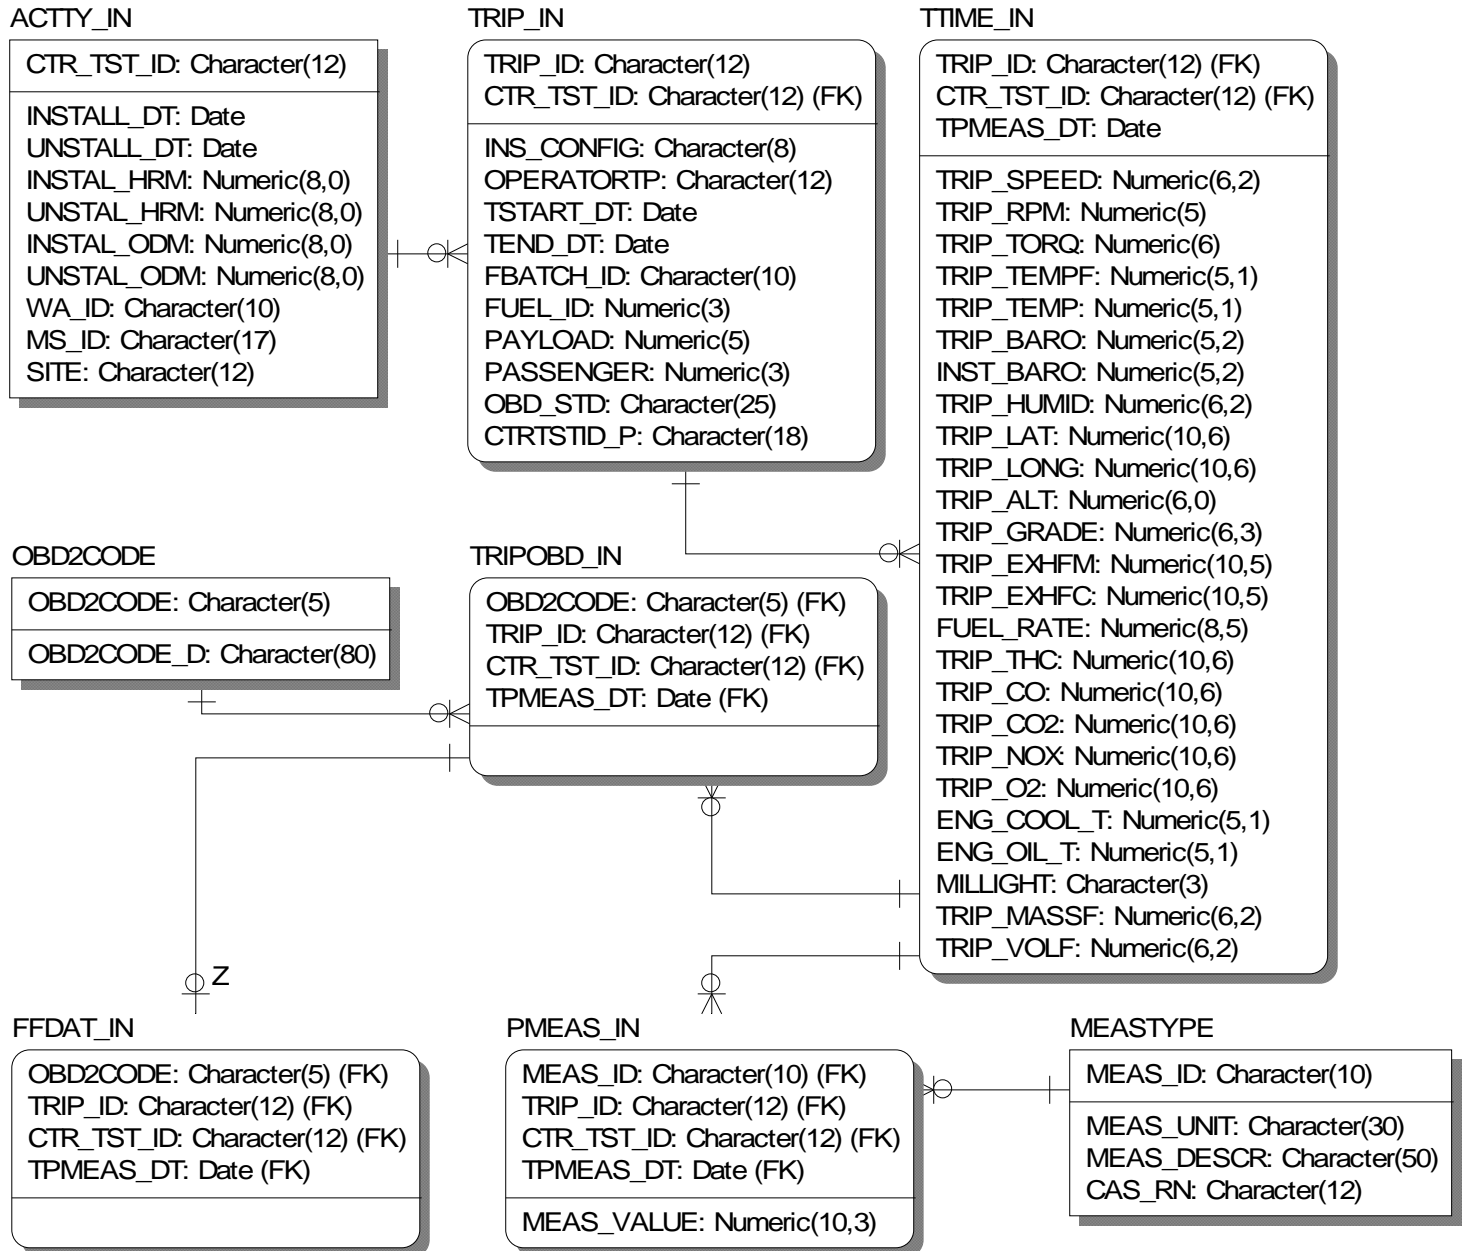 ACTTY_IN
CTR_TST_ID: Character(12)
INSTALL_DT: Date
UNSTALL_DT: Date
INSTAL_HRM: Numeric(8,0)
UNSTAL_HRM: Numeric(8,0)
INSTAL_ODM: Numeric(8,0)
UNSTAL_ODM: Numeric(8,0)
WA_ID: Character(10)
MS_ID: Character(17)
SITE: Character(12)
TRIP_IN
TRIP_ID: Character(12)
CTR_TST_ID: Character(12) (FK)
INS_CONFIG: Character(8)
OPERATORTP: Character(12)
TSTART_DT: Date
TEND_DT: Date
FBATCH_ID: Character(10)
FUEL_ID: Numeric(3)
PAYLOAD: Numeric(5)
PASSENGER: Numeric(3)
OBD_STD: Character(25)
CTRTSTID_P: Character(18)
TTIME_IN
TRIP_ID: Character(12) (FK)
CTR_TST_ID: Character(12) (FK)
TPMEAS_DT: Date
TRIP_SPEED: Numeric(6,2)
TRIP_RPM: Numeric(5)
TRIP_TORQ: Numeric(6)
TRIP_TEMPF: Numeric(5,1)
TRIP_TEMP: Numeric(5,1)
TRIP_BARO: Numeric(5,2)
INST_BARO: Numeric(5,2)
TRIP_HUMID: Numeric(6,2)
TRIP_LAT: Numeric(10,6)
TRIP_LONG: Numeric(10,6)
TRIP_ALT: Numeric(6,0)
TRIP_GRADE: Numeric(6,3)
TRIP_EXHFM: Numeric(10,5)
TRIP_EXHFC: Numeric(10,5)
FUEL_RATE: Numeric(8,5)
TRIP_THC: Numeric(10,6)
TRIP_CO: Numeric(10,6)
TRIP_CO2: Numeric(10,6)
TRIP_NOX: Numeric(10,6)
TRIP_O2: Numeric(10,6)
ENG_COOL_T: Numeric(5,1)
ENG_OIL_T: Numeric(5,1)
MILLIGHT: Character(3)
TRIP_MASSF: Numeric(6,2)
TRIP_VOLF: Numeric(6,2)
OBD2CODE
OBD2CODE: Character(5)
OBD2CODE_D: Character(80)
TRIPOBD_IN
OBD2CODE: Character(5) (FK)
TRIP_ID: Character(12) (FK)
CTR_TST_ID: Character(12) (FK)
TPMEAS_DT: Date (FK)
Z
FFDAT_IN
OBD2CODE: Character(5) (FK)
TRIP_ID: Character(12) (FK)
CTR_TST_ID: Character(12) (FK)
TPMEAS_DT: Date (FK)
PMEAS_IN
MEAS_ID: Character(10) (FK)
TRIP_ID: Character(12) (FK)
CTR_TST_ID: Character(12) (FK)
TPMEAS_DT: Date (FK)
MEAS_VALUE: Numeric(10,3)
MEASTYPE
MEAS_ID: Character(10)
MEAS_UNIT: Character(30)
MEAS_DESCR: Character(50)
CAS_RN: Character(12)